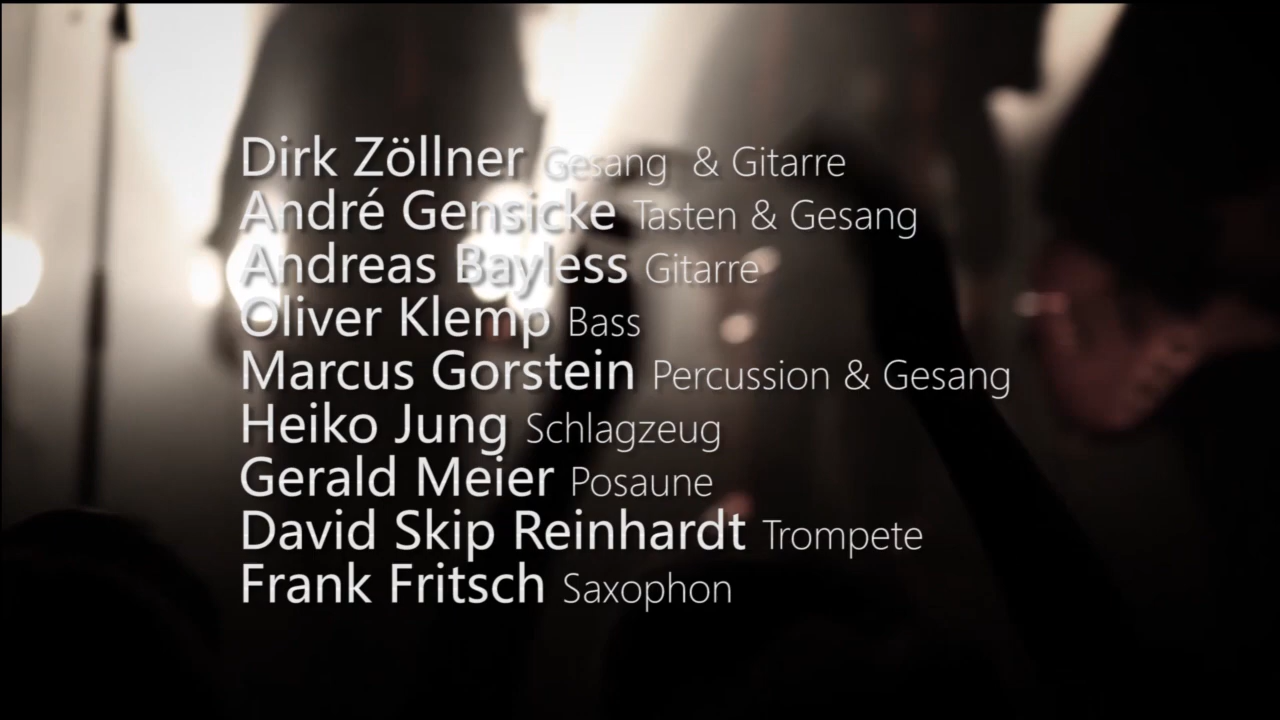 Dirk Zöllner Gesang & Gitarre
André Gensicke Tasten & Gesang
Andreas Bayless Gitarre
Oliver Klemp Bass
Marcus Gorstein Percussion & Gesang
Heiko Jung Schlagzeug
Gerald Meier Posaune
David Skip Reinhardt Trompete
Frank Fritsch Saxophon